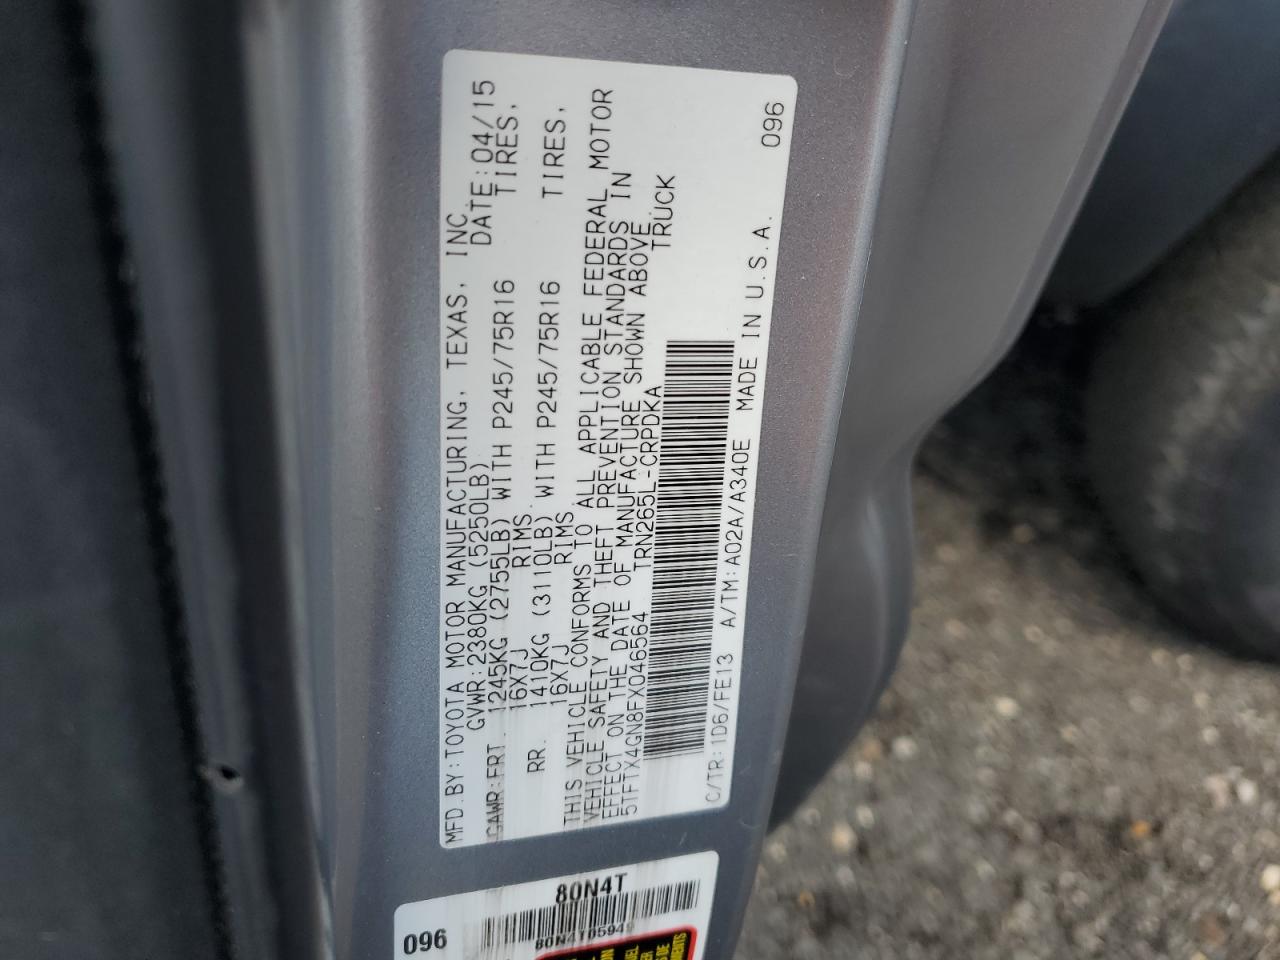 MFD.BY:TOYOTA MOTOR MANUFACTURING, TEXAS, INC.
GVWR:2380KG (5250LB) DATE:04/15
GAWR:FRT. 1245KG (2755LB) WITH P245/75R16 TIRES,
16X7J RIMS
RR. 1410KG (3110LB) WITH P245/75R16 TIRES,
16X7J RIMS
THIS VEHICLE CONFORMS TO ALL APPLICABLE FEDERAL MOTOR
VEHICLE SAFETY AND THEFT PREVENTION STANDARDS IN
EFFECT ON THE DATE OF MANUFACTURE SHOWN ABOVE.
5TFTX4GN8FX046564 TRN265L-CRPDKA TRUCK
C/TR:1D6/FE13 A/TM:A02A/A340E MADE IN U.S.A. 096
80N4T
096